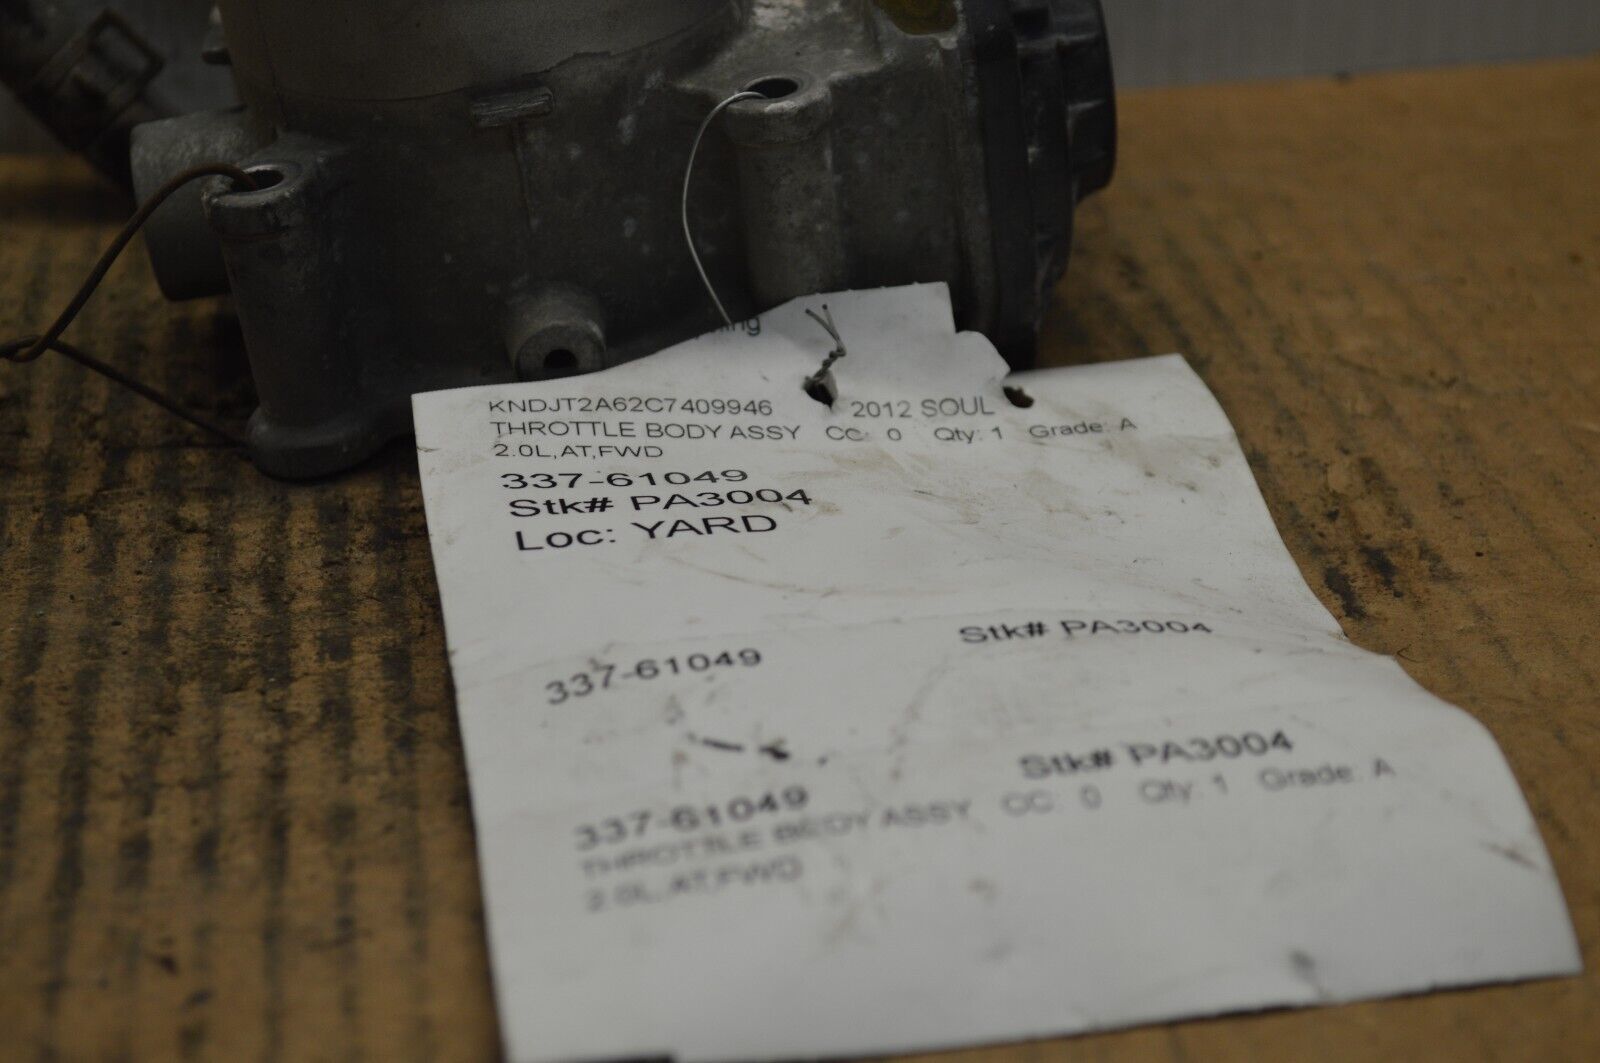 KNDJT2A62C7409946 2012 SOUL
THROTTLE BODY ASSY CC: 0 Qty: 1 Grade: A
2.0L,AT,FWD
337-61049
Stk# PA3004
Loc: YARD
337-61049 Stk# PA3004
337-61049 Stk# PA3004
THROTTLE BODY ASSY CC: 0 Qty: 1 Grade: A
2.0L,AT,FWD